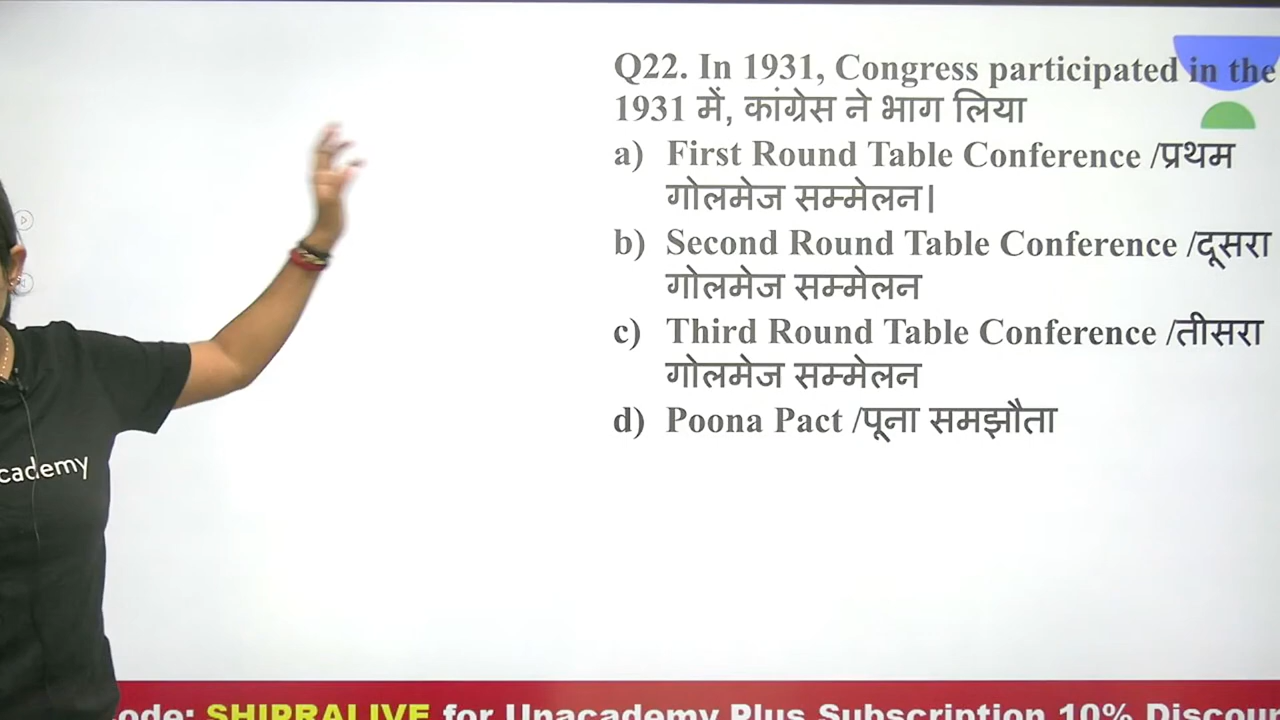 Q22. In 1931, Congress participated in the
1931 में, कांग्रेस ने भाग लिया
a) First Round Table Conference /प्रथम
गोलमेज सम्मेलन।
b) Second Round Table Conference /दूसरा
गोलमेज सम्मेलन
c) Third Round Table Conference /तीसरा
गोलमेज सम्मेलन
d) Poona Pact /पूना समझौता
cademy
ode: SHIPRALIVE for Unacademy Plus Subscription 10% Discou